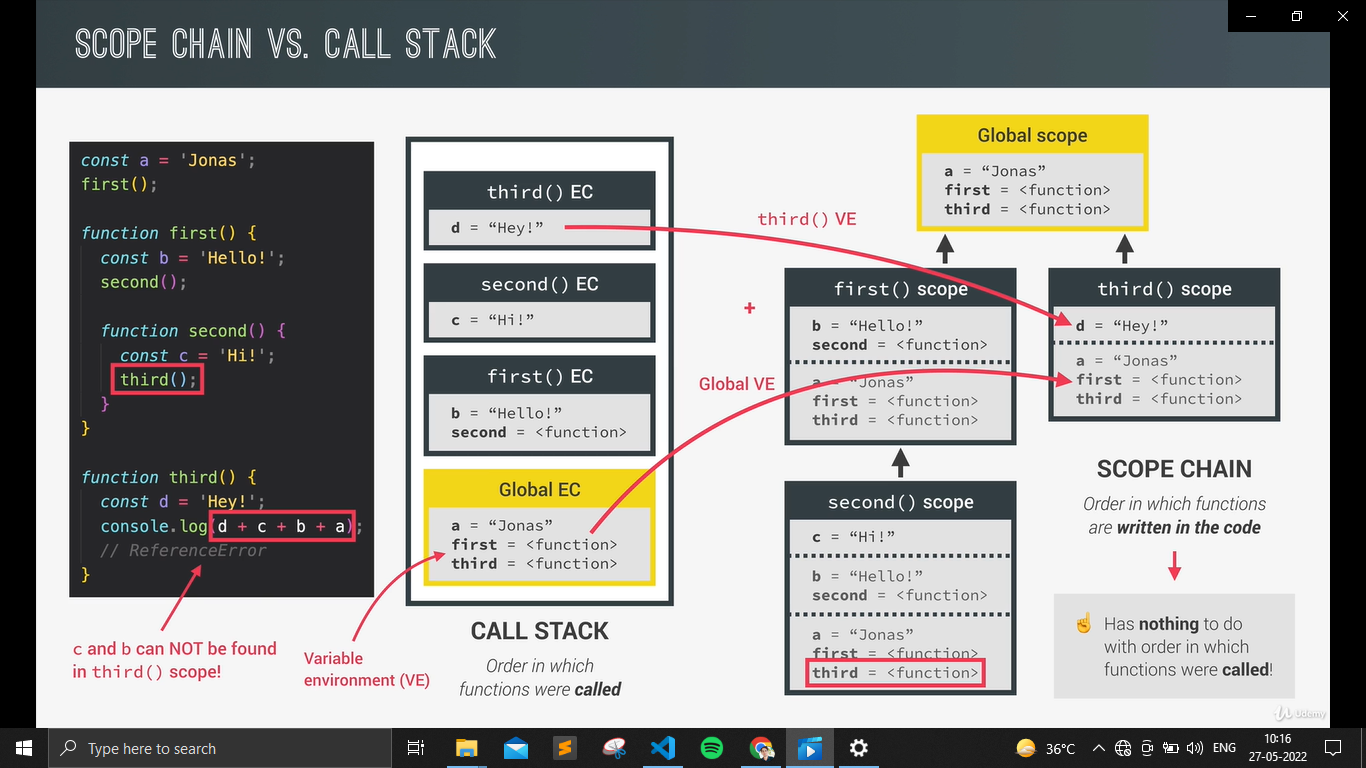 SCOPE CHAIN VS. CALL STACK
const a = 'Jonas';
first();
function first() {
const b = 'Hello!';
second();
function second() {
const c = 'Hi!';
third();
}
}
function third() {
const d = 'Hey!';
console.log(d + c + b + a);
// ReferenceError
}
c and b can NOT be found
in third() scope!
third() EC
d = “Hey!”
second() EC
c = “Hi!”
first() EC
b = “Hello!”
second = <function>
Global EC
a = “Jonas”
first = <function>
third = <function>
CALL STACK
Order in which
functions were called
Variable
environment (VE)
third() VE
+
Global VE
Global scope
a = “Jonas”
first = <function>
third = <function>
first() scope
b = “Hello!”
second = <function>
a = “Jonas”
first = <function>
third = <function>
second() scope
c = “Hi!”
b = “Hello!”
second = <function>
a = “Jonas”
first = <function>
third = <function>
third() scope
d = “Hey!”
a = “Jonas”
first = <function>
third = <function>
SCOPE CHAIN
Order in which functions
are written in the code
☝ Has nothing to do
with order in which
functions were called!
Udemy
Type here to search
36°C
ENG
10:16
27-05-2022